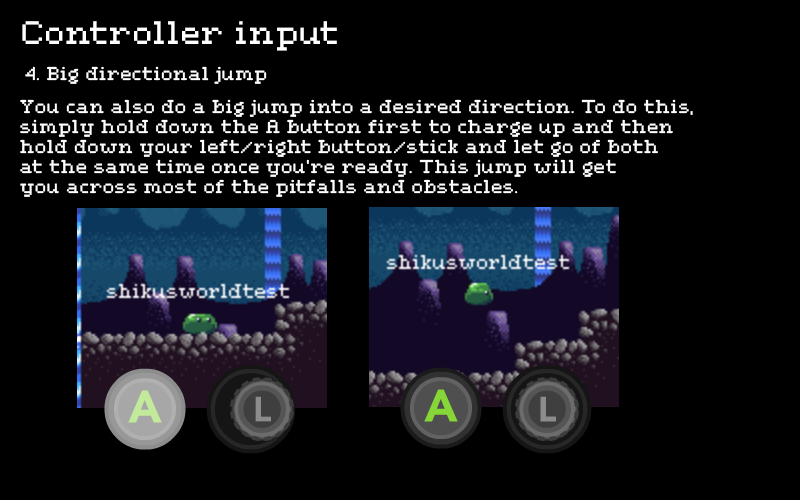 Controller input
4. Big directional jump
You can also do a big jump into a desired direction. To do this,
simply hold down the A button first to charge up and then
hold down your left/right button/stick and let go of both
at the same time once you're ready. This jump will get
you across most of the pitfalls and obstacles.
shikusworldtest
shikusworldtest
A
L
A
L